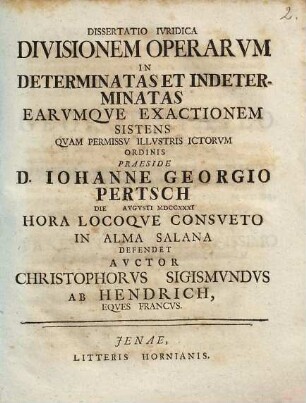 2.
DISSERTATIO IVRIDICA
DIVISIONEM OPERARVM
IN
DETERMINATAS ET INDETER-
MINATAS
EARVMQVE EXACTIONEM
SISTENS
QVAM PERMISSV ILLVSTRIS ICTORVM
ORDINIS
PRAESIDE
D. IOHANNE GEORGIO
PERTSCH
DIE AVGVSTI MDCCXXXI
HORA LOCOQVE CONSVETO
IN ALMA SALANA
DEFENDET
AVCTOR
CHRISTOPHORVS SIGISMVNDVS
AB HENDRICH,
EQVES FRANCVS.
JENAE,
LITTERIS HORNIANIS.